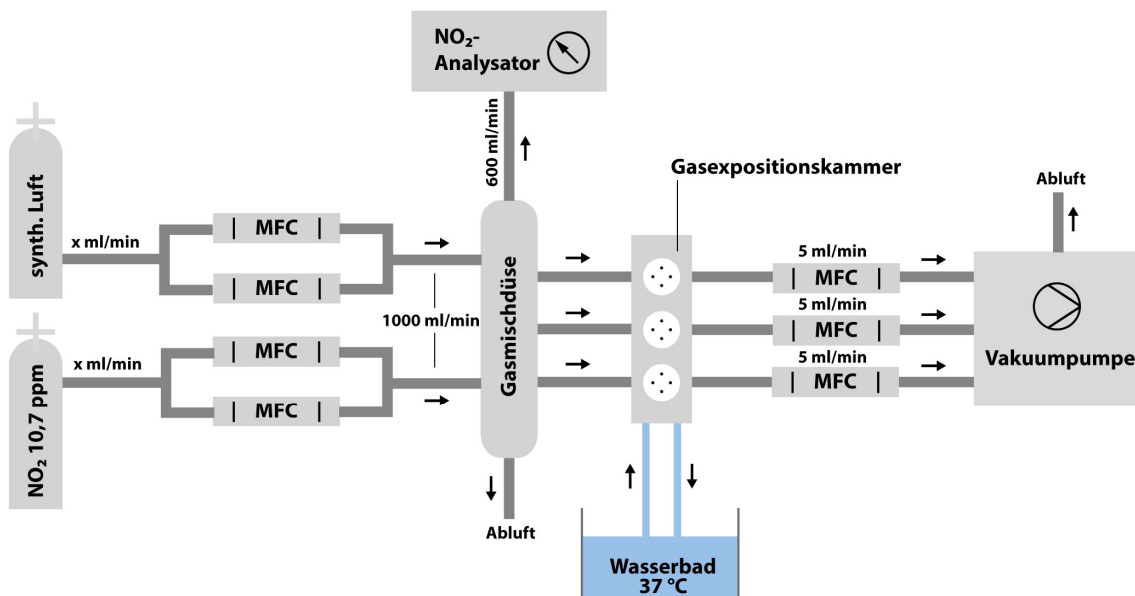 NO₂-
Analysator
600 ml/min
Gasexpositionskammer
Abluft
synth. Luft
x ml/min
MFC
MFC
1000 ml/min
NO₂ 10,7 ppm
x ml/min
MFC
MFC
Gasmischdüse
Abluft
5 ml/min
MFC
5 ml/min
MFC
5 ml/min
MFC
Vakuumpumpe
Wasserbad
37 °C